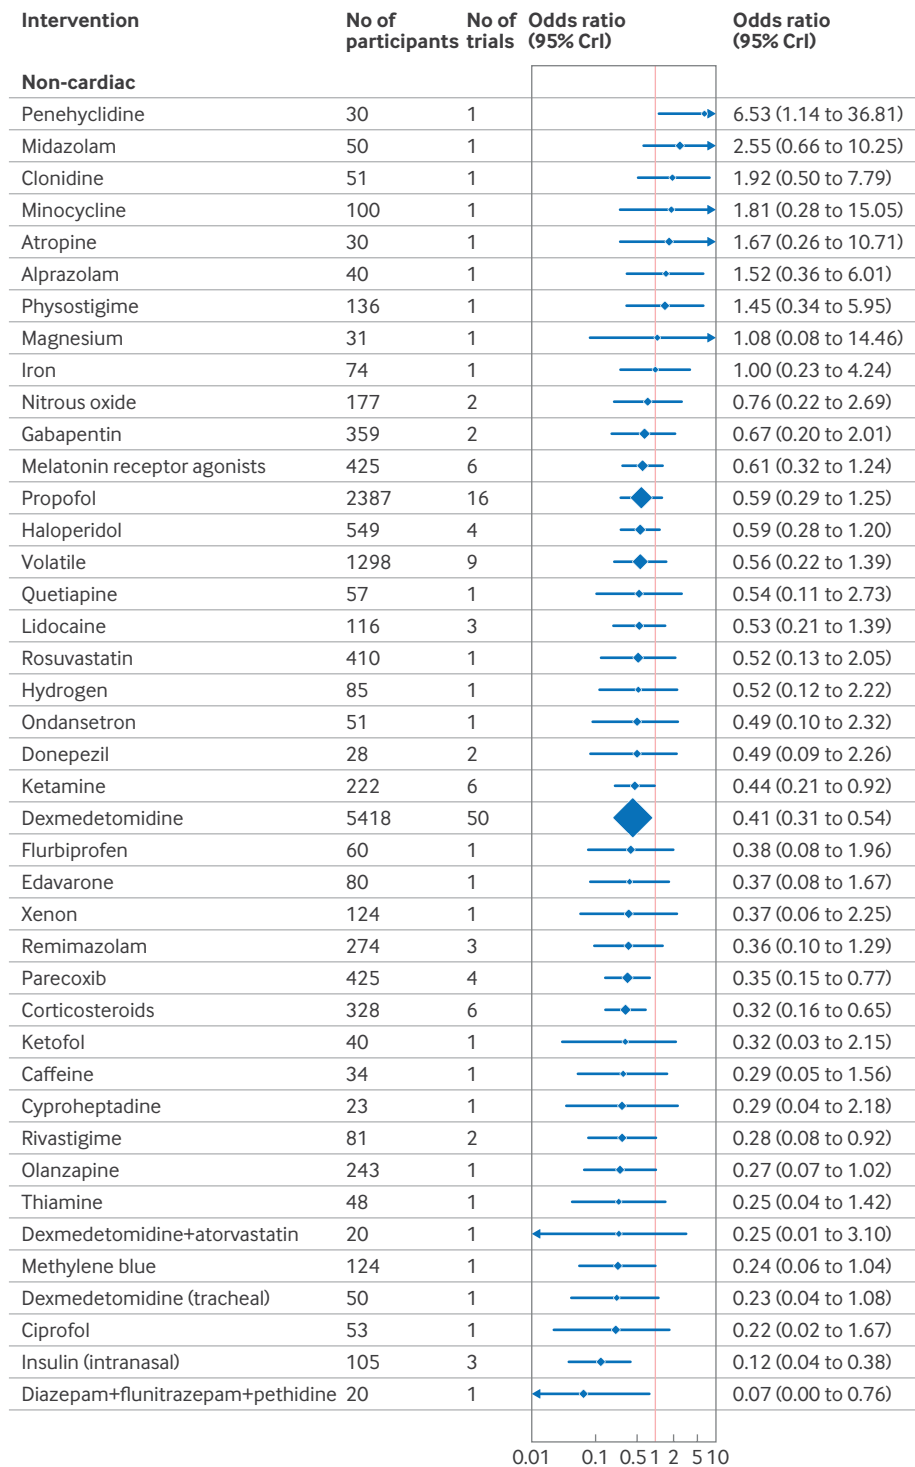 Intervention No of participants No of trials Odds ratio (95% CrI) Odds ratio (95% CrI)
Non-cardiac
Penehyclidine 30 1 6.53 (1.14 to 36.81)
Midazolam 50 1 2.55 (0.66 to 10.25)
Clonidine 51 1 1.92 (0.50 to 7.79)
Minocycline 100 1 1.81 (0.28 to 15.05)
Atropine 30 1 1.67 (0.26 to 10.71)
Alprazolam 40 1 1.52 (0.36 to 6.01)
Physostigime 136 1 1.45 (0.34 to 5.95)
Magnesium 31 1 1.08 (0.08 to 14.46)
Iron 74 1 1.00 (0.23 to 4.24)
Nitrous oxide 177 2 0.76 (0.22 to 2.69)
Gabapentin 359 2 0.67 (0.20 to 2.01)
Melatonin receptor agonists 425 6 0.61 (0.32 to 1.24)
Propofol 2387 16 0.59 (0.29 to 1.25)
Haloperidol 549 4 0.59 (0.28 to 1.20)
Volatile 1298 9 0.56 (0.22 to 1.39)
Quetiapine 57 1 0.54 (0.11 to 2.73)
Lidocaine 116 3 0.53 (0.21 to 1.39)
Rosuvastatin 410 1 0.52 (0.13 to 2.05)
Hydrogen 85 1 0.52 (0.12 to 2.22)
Ondansetron 51 1 0.49 (0.10 to 2.32)
Donepezil 28 2 0.49 (0.09 to 2.26)
Ketamine 222 6 0.44 (0.21 to 0.92)
Dexmedetomidine 5418 50 0.41 (0.31 to 0.54)
Flurbiprofen 60 1 0.38 (0.08 to 1.96)
Edavarone 80 1 0.37 (0.08 to 1.67)
Xenon 124 1 0.37 (0.06 to 2.25)
Remimazolam 274 3 0.36 (0.10 to 1.29)
Parecoxib 425 4 0.35 (0.15 to 0.77)
Corticosteroids 328 6 0.32 (0.16 to 0.65)
Ketofol 40 1 0.32 (0.03 to 2.15)
Caffeine 34 1 0.29 (0.05 to 1.56)
Cyproheptadine 23 1 0.29 (0.04 to 2.18)
Rivastigime 81 2 0.28 (0.08 to 0.92)
Olanzapine 243 1 0.27 (0.07 to 1.02)
Thiamine 48 1 0.25 (0.04 to 1.42)
Dexmedetomidine+atorvastatin 20 1 0.25 (0.01 to 3.10)
Methylene blue 124 1 0.24 (0.06 to 1.04)
Dexmedetomidine (tracheal) 50 1 0.23 (0.04 to 1.08)
Ciprofol 53 1 0.22 (0.02 to 1.67)
Insulin (intranasal) 105 3 0.12 (0.04 to 0.38)
Diazepam+flunitrazepam+pethidine 20 1 0.07 (0.00 to 0.76)
0.01 0.1 0.5 1 2 5 10